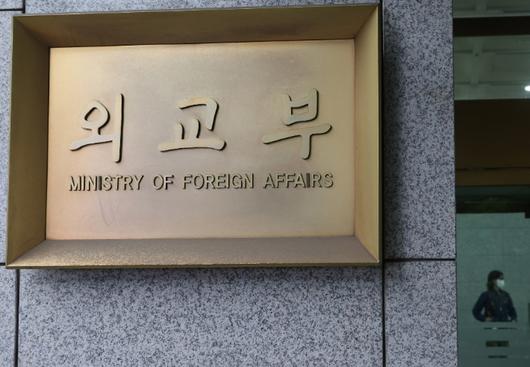 외교부
MINISTRY OF FOREIGN AFFAIRS